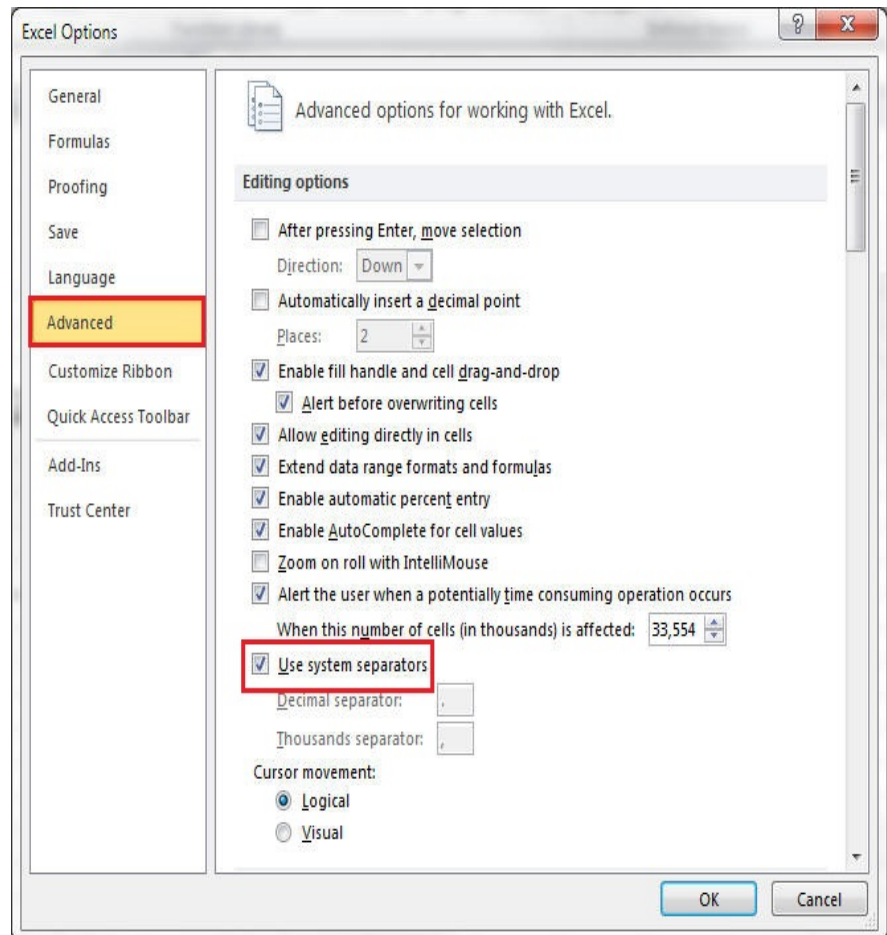 Excel Options
General
Formulas
Proofing
Save
Language
Advanced
Customize Ribbon
Quick Access Toolbar
Add-Ins
Trust Center
Advanced options for working with Excel.
Editing options
After pressing Enter, move selection
Direction: Down
Automatically insert a decimal point
Places: 2
Enable fill handle and cell drag-and-drop
Alert before overwriting cells
Allow editing directly in cells
Extend data range formats and formulas
Enable automatic percent entry
Enable AutoComplete for cell values
Zoom on roll with IntelliMouse
Alert the user when a potentially time consuming operation occurs
When this number of cells (in thousands) is affected: 33,554
Use system separators
Decimal separator: .
Thousands separator: ,
Cursor movement:
Logical
Visual
OK Cancel